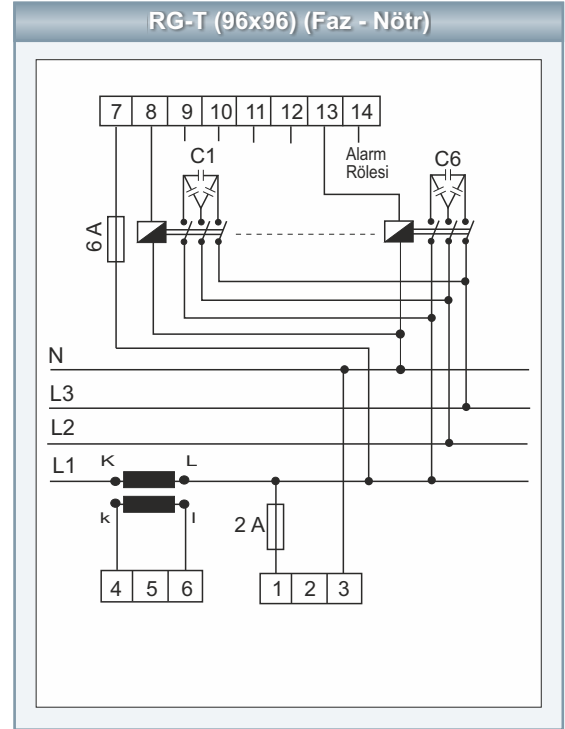 RG-T (96x96) (Faz - Nötr)
7 8 9 10 11 12 13 14
C1
Alarm
Rölesi
C6
6 A
N
L3
L2
L1
K L
k l
2 A
4 5 6
1 2 3